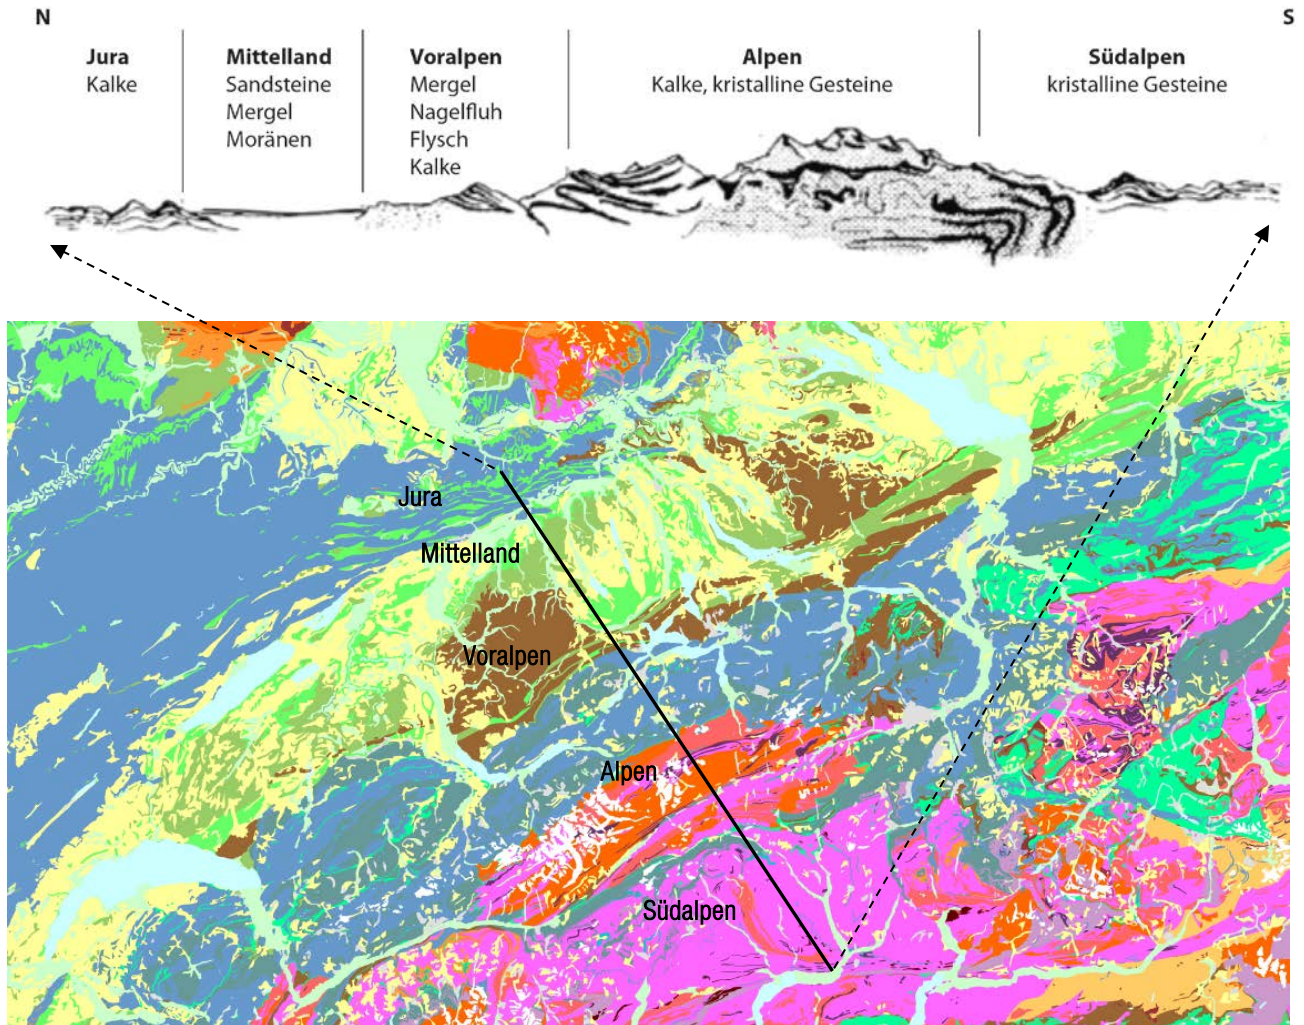 N
S
Jura
Kalke
Mittelland
Sandsteine
Mergel
Moränen
Voralpen
Mergel
Nagelfluh
Flysch
Kalke
Alpen
Kalke, kristalline Gesteine
Südalpen
kristalline Gesteine
Jura
Mittelland
Voralpen
Alpen
Südalpen